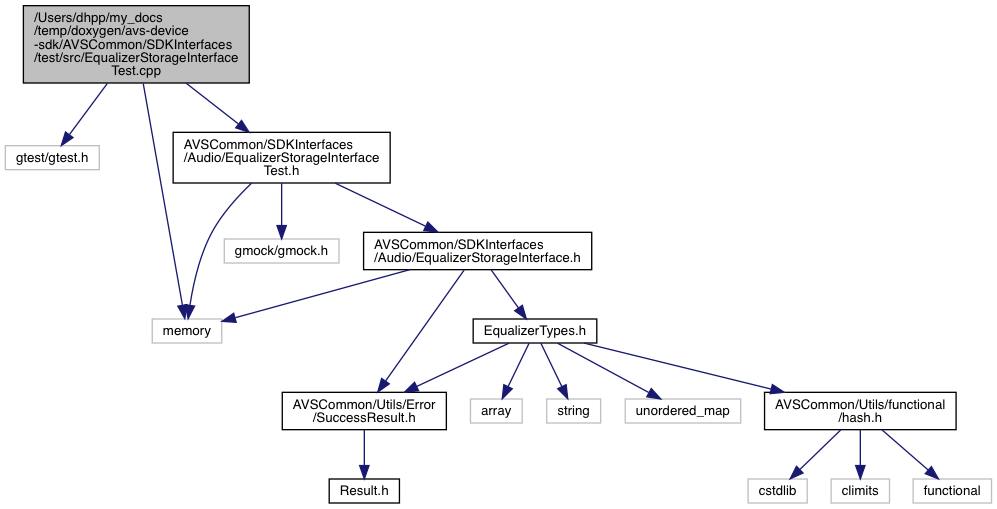 /Users/dhpp/my_docs
/temp/doxygen/avs-device
-sdk/AVSCommon/SDKInterfaces
/test/src/EqualizerStorageInterface
Test.cpp
gtest/gtest.h
AVSCommon/SDKInterfaces
/Audio/EqualizerStorageInterface
Test.h
gmock/gmock.h
AVSCommon/SDKInterfaces
/Audio/EqualizerStorageInterface.h
memory
EqualizerTypes.h
AVSCommon/Utils/Error
/SuccessResult.h
array
string
unordered_map
AVSCommon/Utils/functional
/hash.h
Result.h
cstdlib
climits
functional